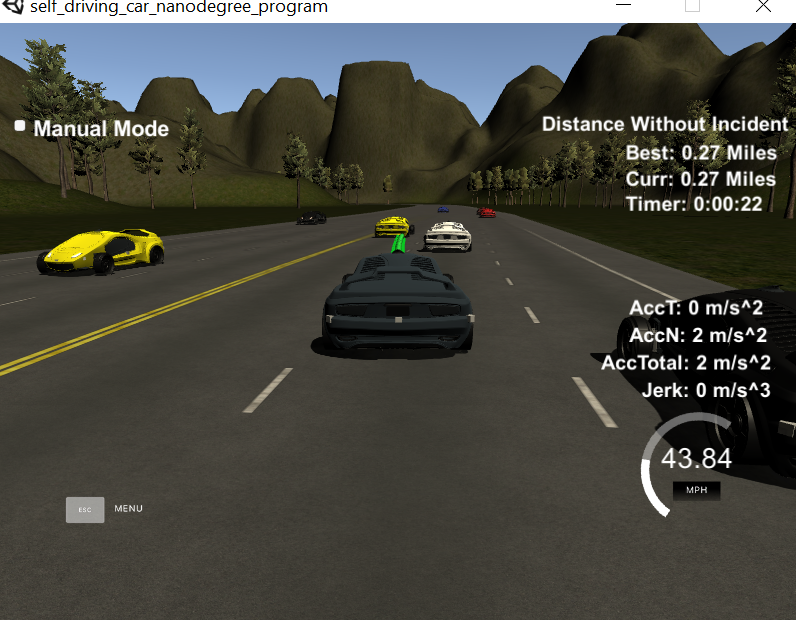 self_driving_car_nanodegree_program
Manual Mode
Distance Without Incident
Best: 0.27 Miles
Curr: 0.27 Miles
Timer: 0:00:22
AccT: 0 m/s^2
AccN: 2 m/s^2
AccTotal: 2 m/s^2
Jerk: 0 m/s^3
43.84
MPH
ESC MENU